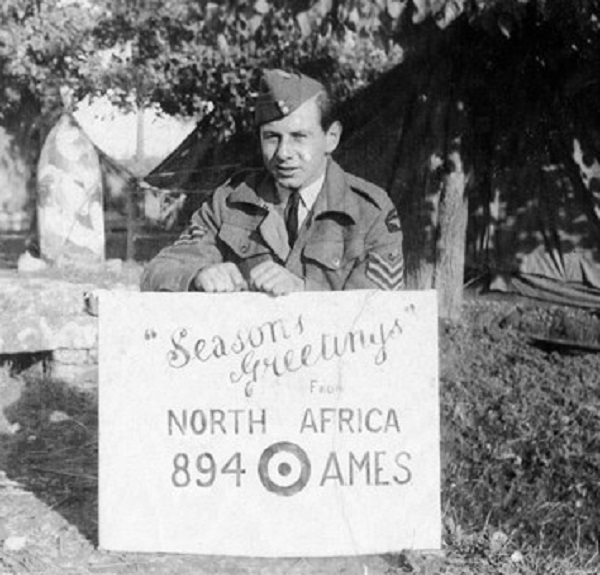 "Seasons
Greetings"
From
NORTH AFRICA
894 AMES